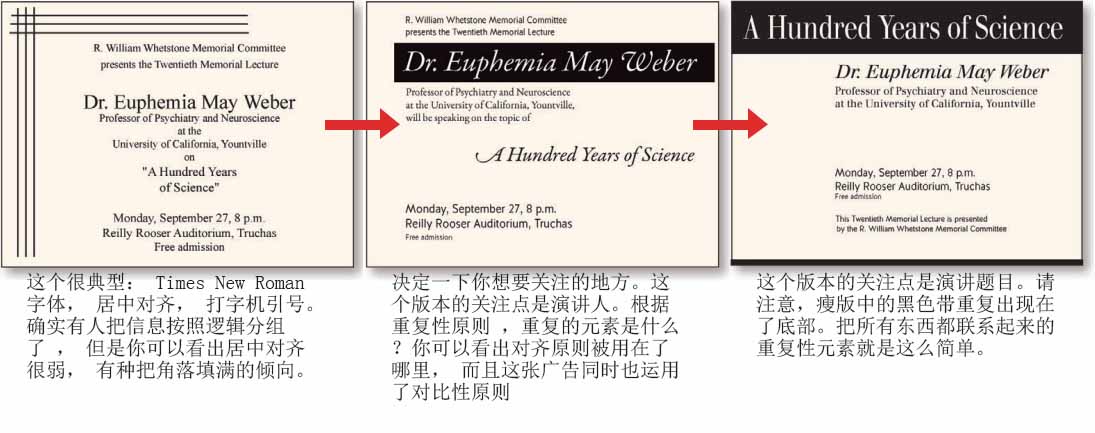 R. William Whetstone Memorial Committee
presents the Twentieth Memorial Lecture
Dr. Euphemia May Weber
Professor of Psychiatry and Neuroscience
at the
University of California, Yountville
on
"A Hundred Years
of Science"
Monday, September 27, 8 p.m.
Reilly Rooser Auditorium, Truchas
Free admission
这个很典型： Times New Roman
字体， 居中对齐， 打字机引号。
确实有人把信息按照逻辑分组
了 ， 但是你可以看出居中对齐
很弱， 有种把角落填满的倾向。
R. William Whetstone Memorial Committee
presents the Twentieth Memorial Lecture
Dr. Euphemia May Weber
Professor of Psychiatry and Neuroscience
at the University of California, Yountville,
will be speaking on the topic of
A Hundred Years of Science
Monday, September 27, 8 p.m.
Reilly Rooser Auditorium, Truchas
Free admission
决定一下你想要关注的地方。这
个版本的关注点是演讲人。根据
重复性原则 ，重复的元素是什么
？你可以看出对齐原则被用在了
哪里， 而且这张广告同时也运用
了对比性原则
A Hundred Years of Science
Dr. Euphemia May Weber
Professor of Psychiatry and Neuroscience
at the University of California, Yountville
Monday, September 27, 8 p.m.
Reilly Rooser Auditorium, Truchas
Free admission
This Twentieth Memorial Lecture is presented
by the R. William Whetstone Memorial Committee
这个版本的关注点是演讲题目。请
注意，瘦版中的黑色带重复出现在
了底部。把所有东西都联系起来的
重复性元素就是这么简单。